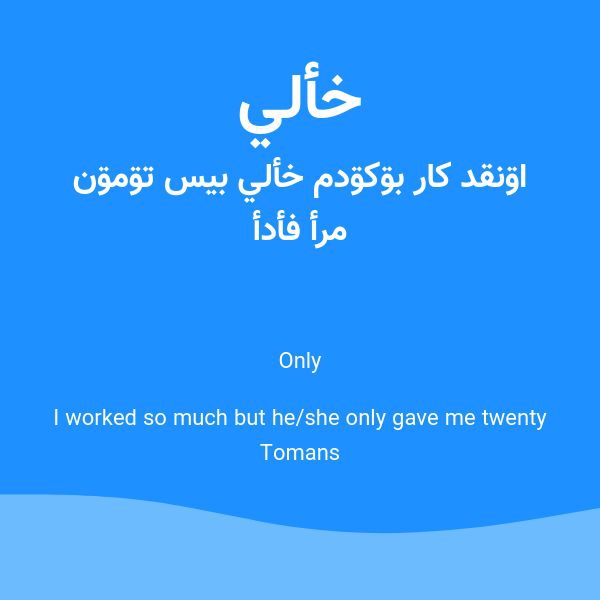 خألي
اۊنقد کار بۊکۊدم خألي بيس تۊمۊن
مرأ فأدأ
Only
I worked so much but he/she only gave me twenty
Tomans